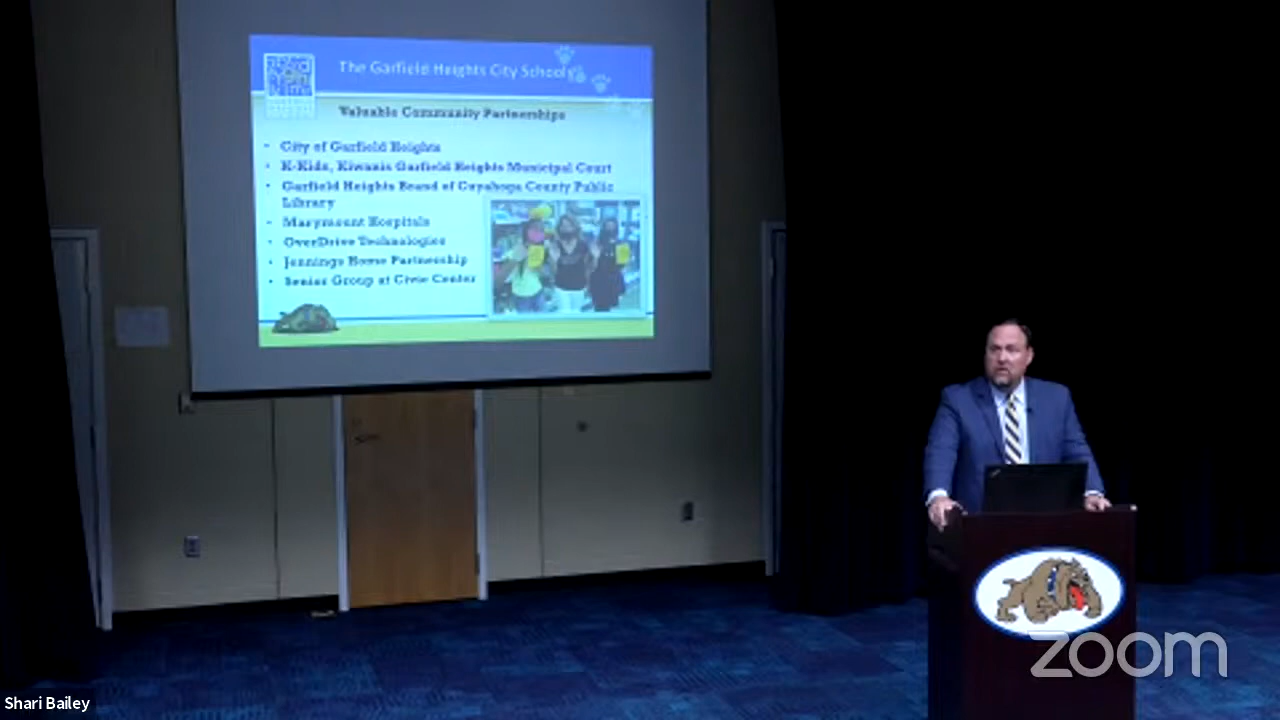 The Garfield Heights City Schools
Valuable Community Partnerships
• City of Garfield Heights
• K-Kids, Kiwanis Garfield Heights Municipal Court
• Garfield Heights Board of Cuyahoga County Public
Library
• Marymount Hospitals
• OverDrive Technologies
• Jennings Home Partnership
• Senior Group at Civic Center
zoom
Shari Bailey